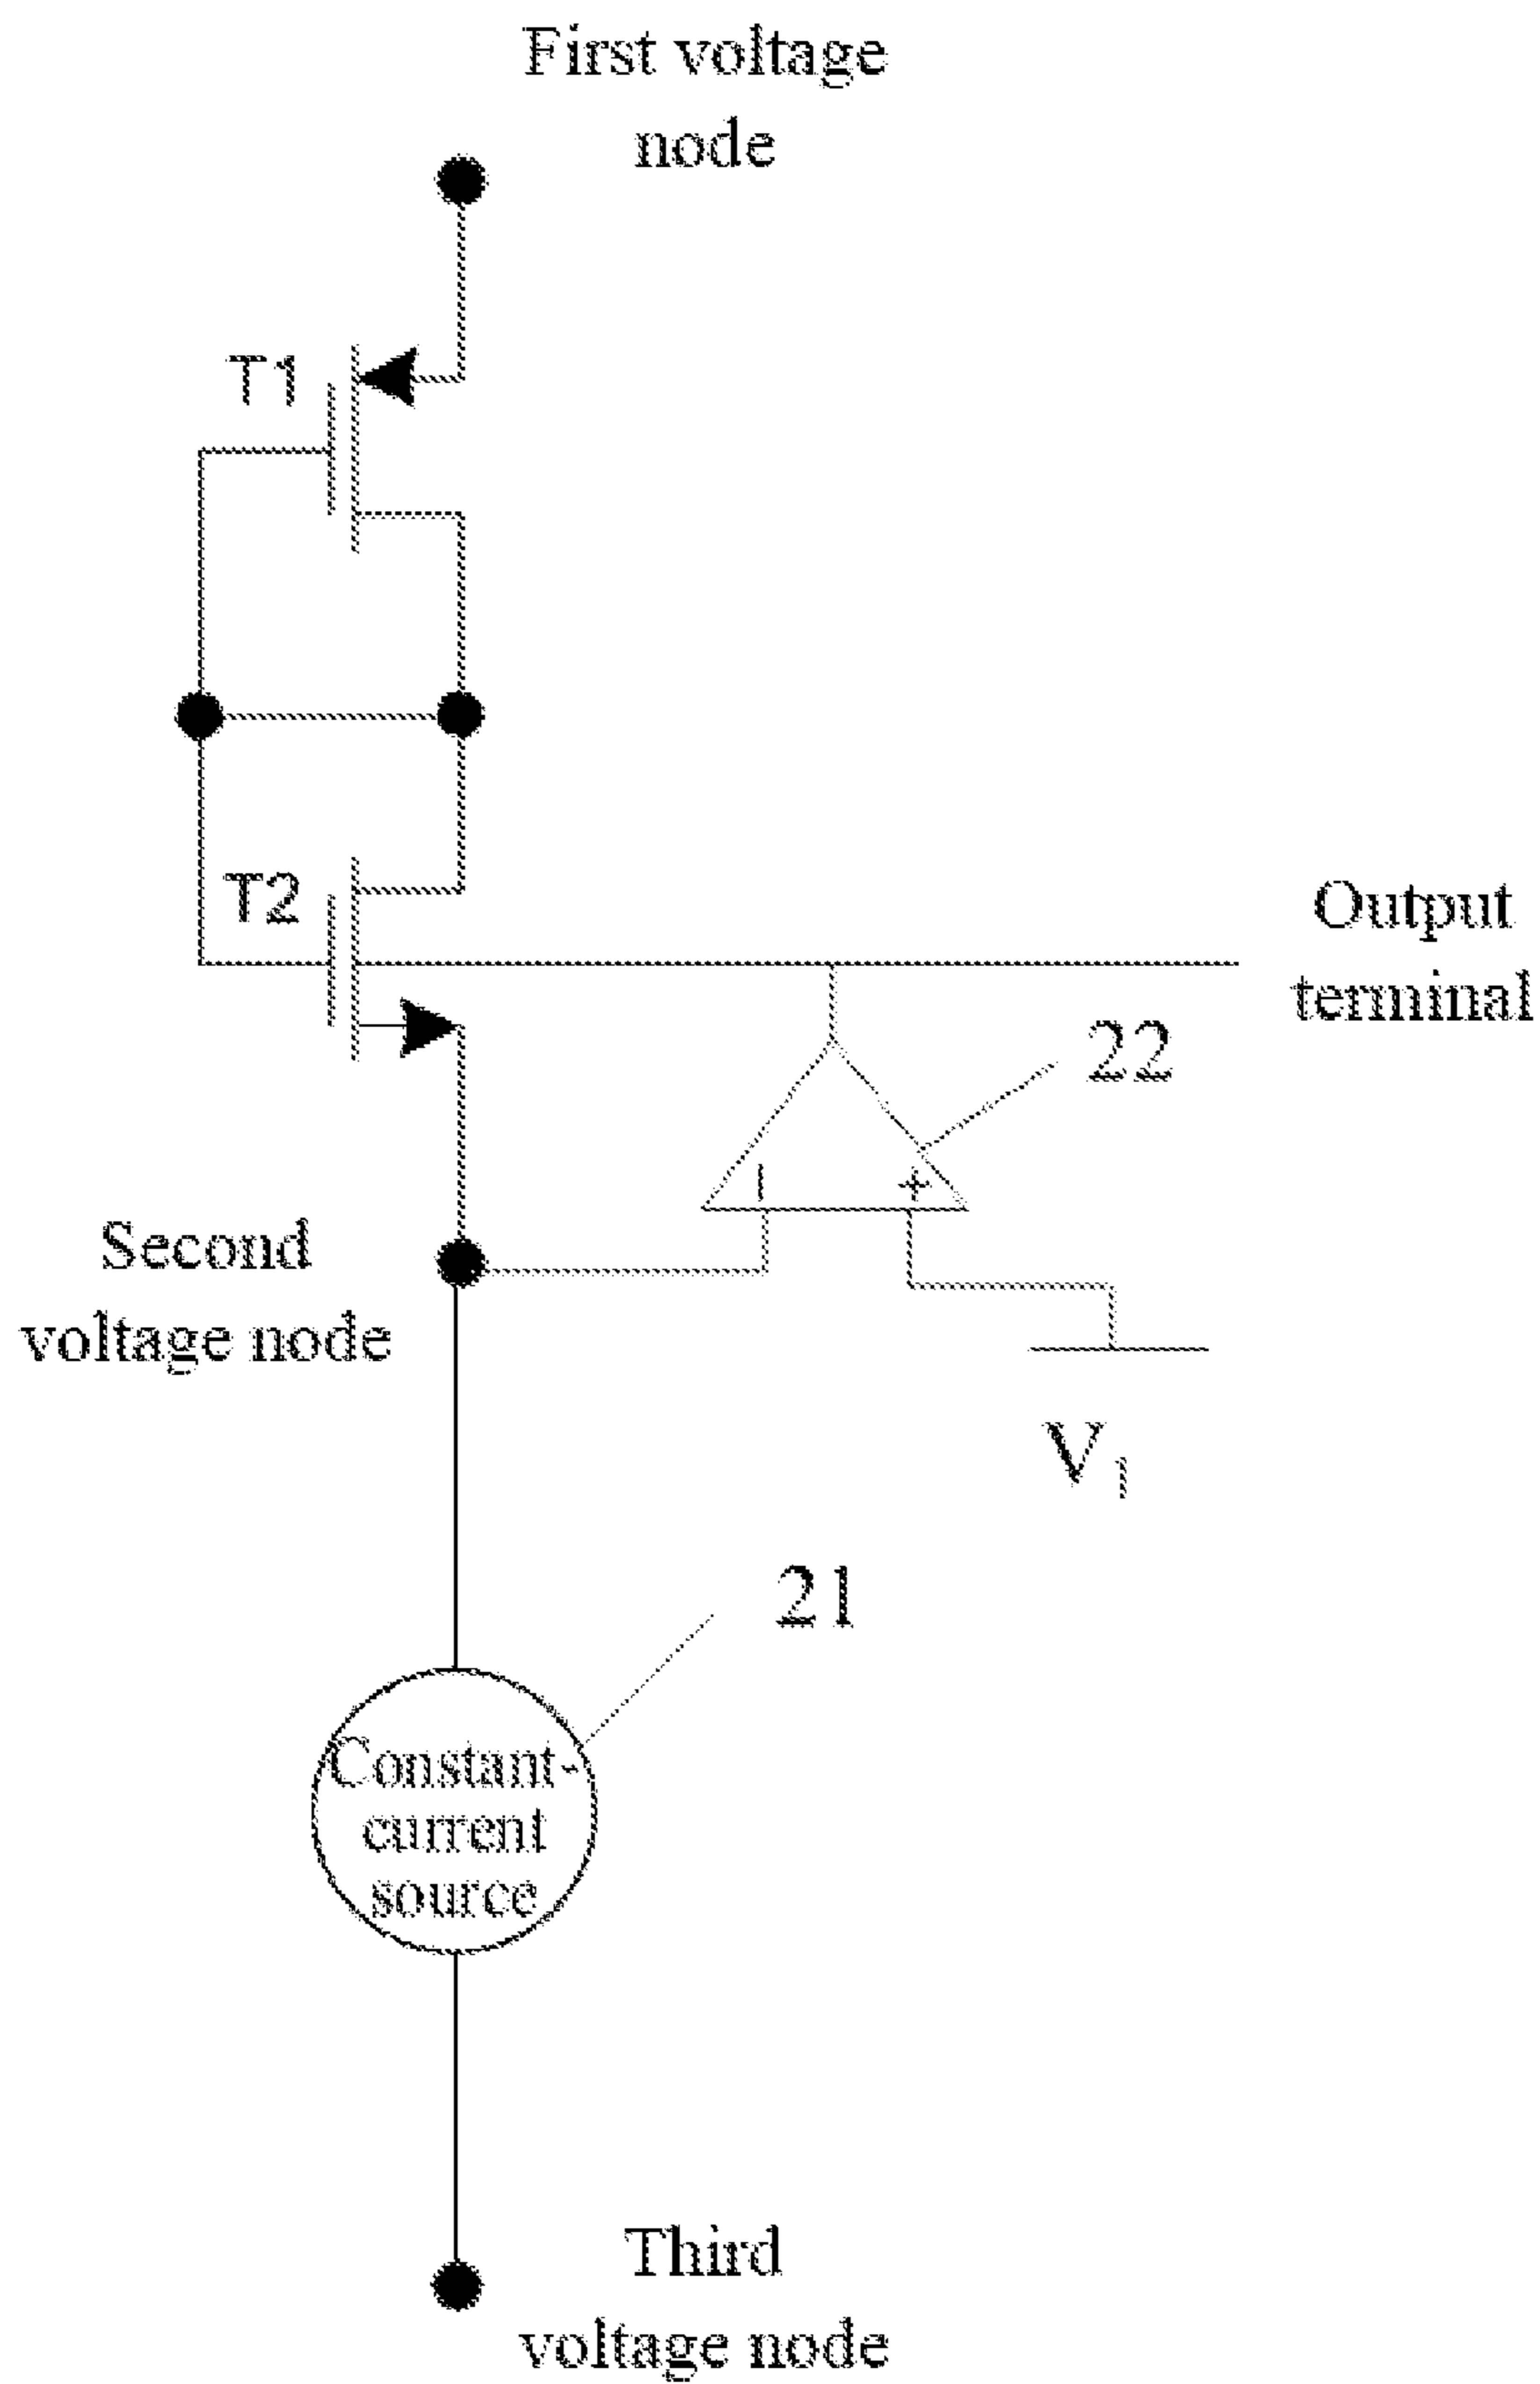 First voltage
node
T1
T2
Output
terminal
22
− +
Second
voltage node
V1
21
Constant-
current
source
Third
voltage node